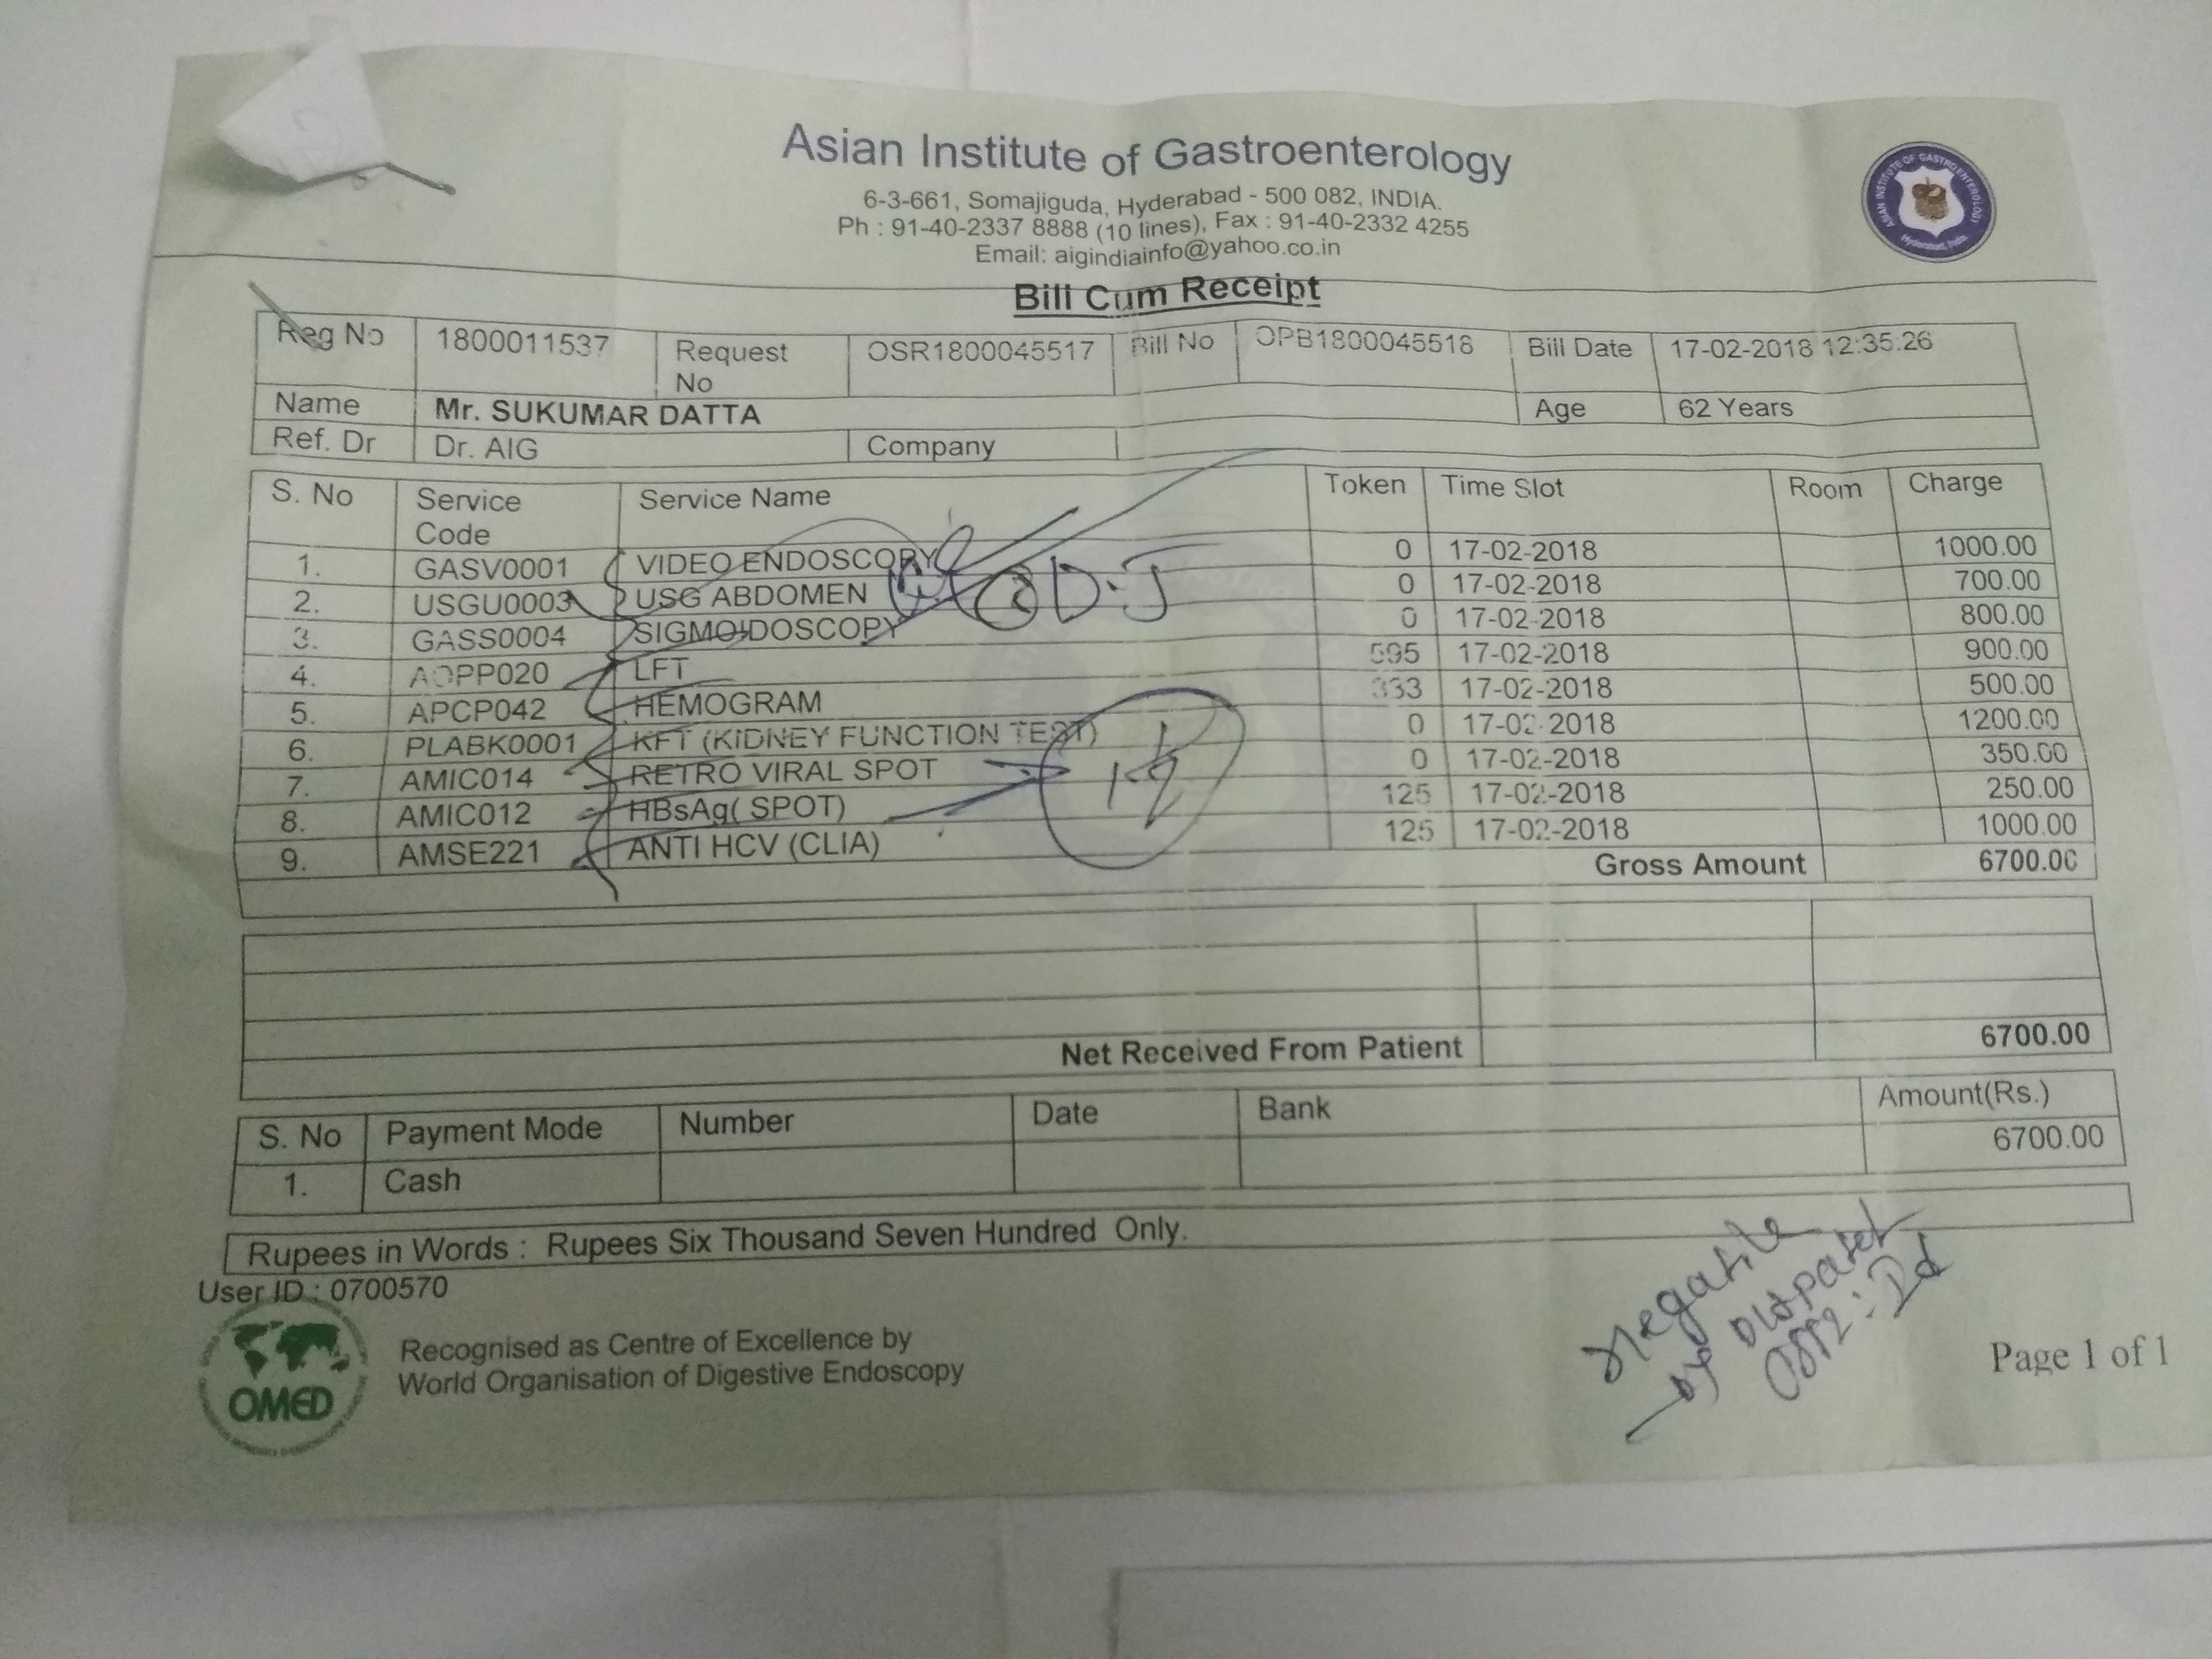 Asian Institute of Gastroenterology
6-3-661, Somajiguda, Hyderabad - 500 082, INDIA.
Ph : 91-40-2337 8888 (10 lines), Fax : 91-40-2332 4255
Email: aigindiainfo@yahoo.co.in
ASIAN INSTITUTE OF GASTROENTEROLOGY
Hyderabad, India.
Bill Cum Receipt
Reg No 1800011537 Request No OSR1800045517 Bill No OPB1800045518 Bill Date 17-02-2018 12:35:26
Name Mr. SUKUMAR DATTA Age 62 Years
Ref. Dr Dr. AIG Company
S. No Service Code Service Name Token Time Slot Room Charge
1. GASV0001 VIDEO ENDOSCOPY 0 17-02-2018 1000.00
2. USGU0003 USG ABDOMEN 0 17-02-2018 700.00
3. GASS0004 SIGMOIDOSCOPY 0 17-02-2018 800.00
4. AOPP020 LFT 595 17-02-2018 900.00
5. APCP042 HEMOGRAM 333 17-02-2018 500.00
6. PLABK0001 KFT (KIDNEY FUNCTION TEST) 0 17-02-2018 1200.00
7. AMIC014 RETRO VIRAL SPOT 0 17-02-2018 350.00
8. AMIC012 HBsAg( SPOT) 125 17-02-2018 250.00
9. AMSE221 ANTI HCV (CLIA) 125 17-02-2018 1000.00
Gross Amount 6700.00
Net Received From Patient 6700.00
S. No Payment Mode Number Date Bank Amount(Rs.)
1. Cash 6700.00
Rupees in Words : Rupees Six Thousand Seven Hundred Only.
User ID : 0700570
OMED
Recognised as Centre of Excellence by
World Organisation of Digestive Endoscopy
Negative
Page 1 of 1